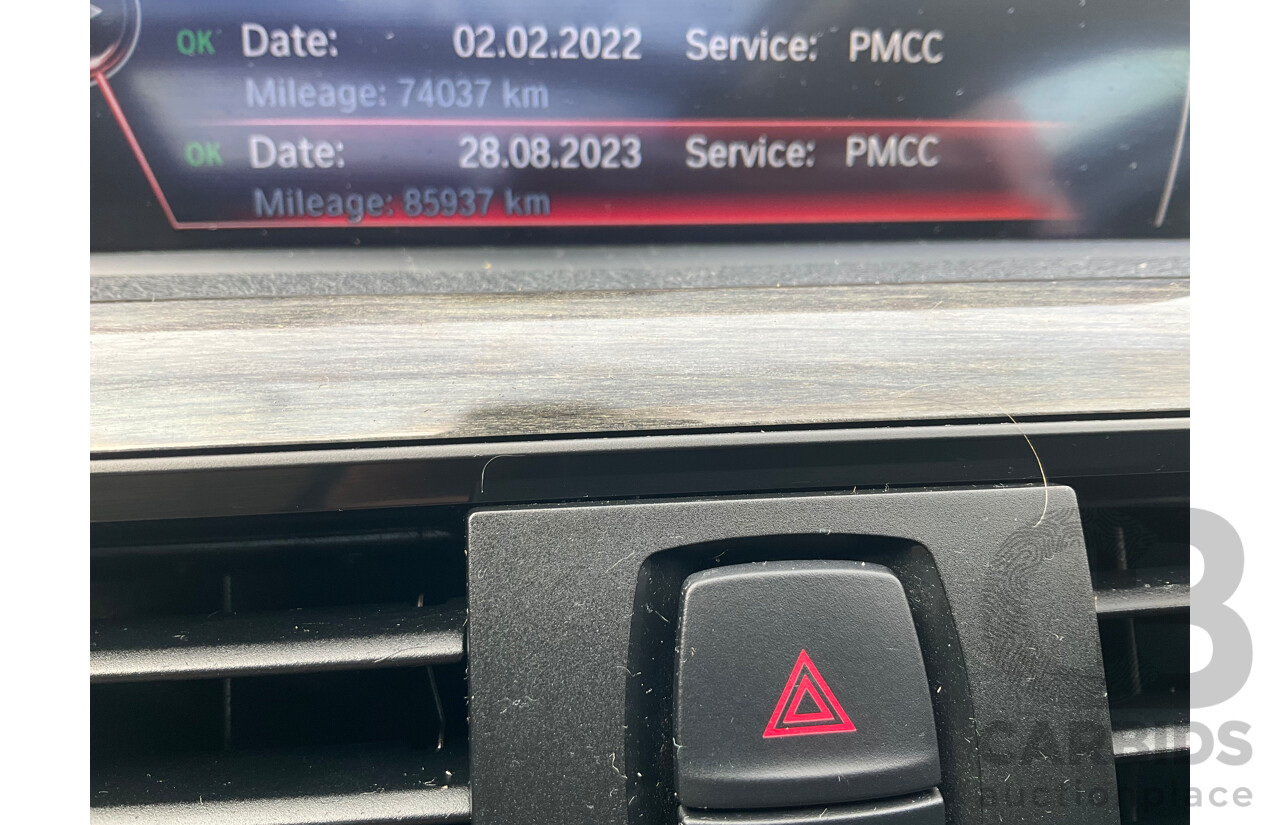 OK Date: 02.02.2022 Service: PMCC
Mileage: 74037 km
OK Date: 28.08.2023 Service: PMCC
Mileage: 85937 km
CARBIDS
auctionplace